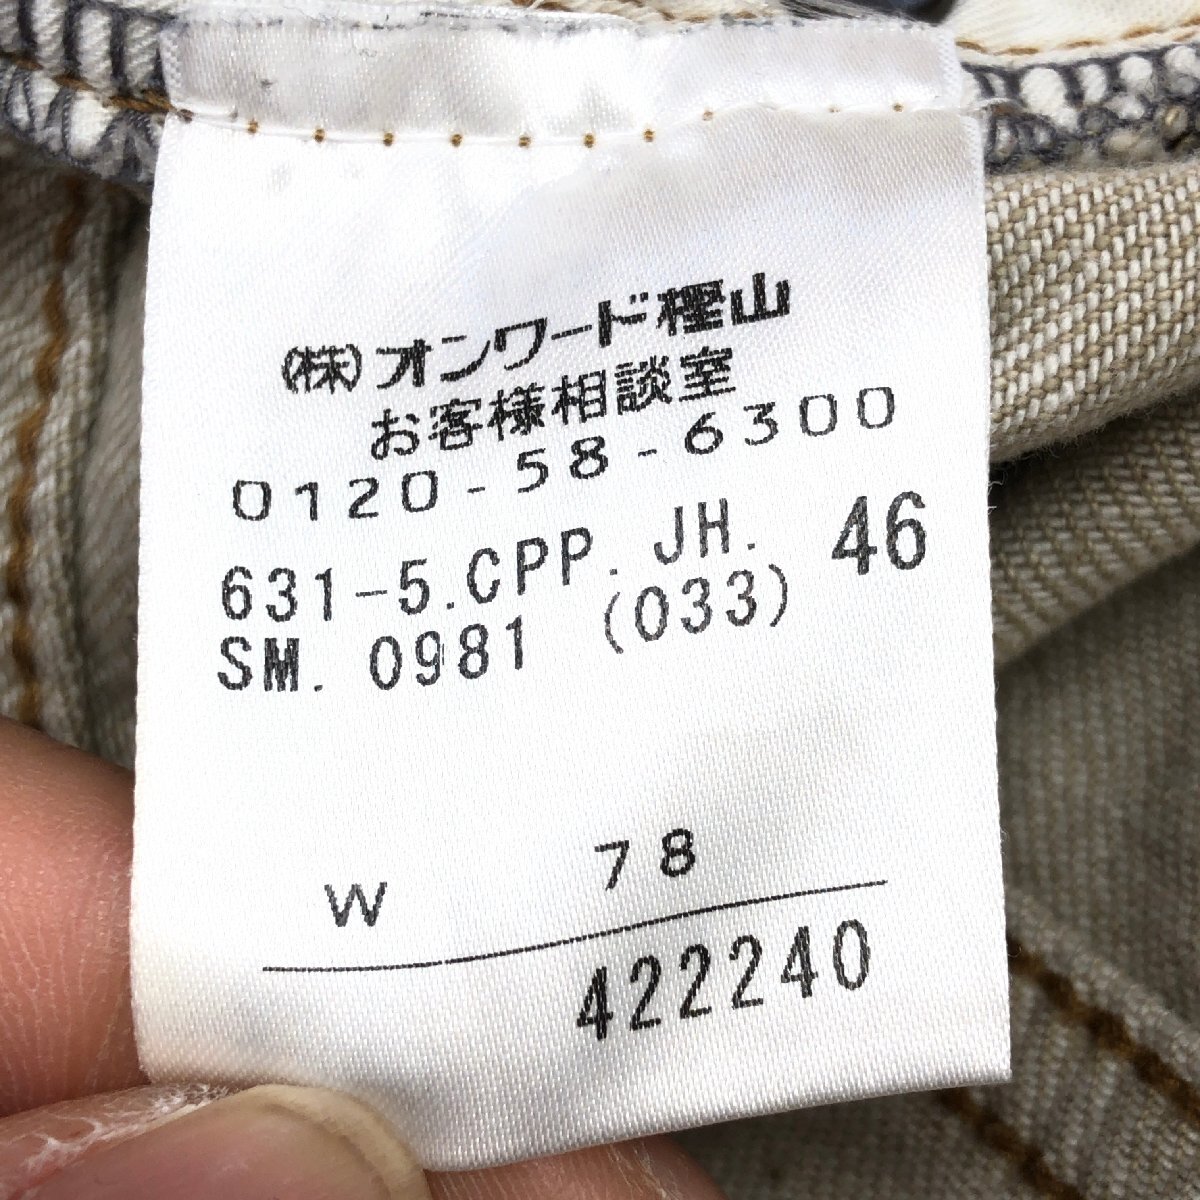 (株)オンワード樫山
お客様相談室
0120-58-6300
631-5.CPP.JH. 46
SM. 0981 (033)
W 78
422240